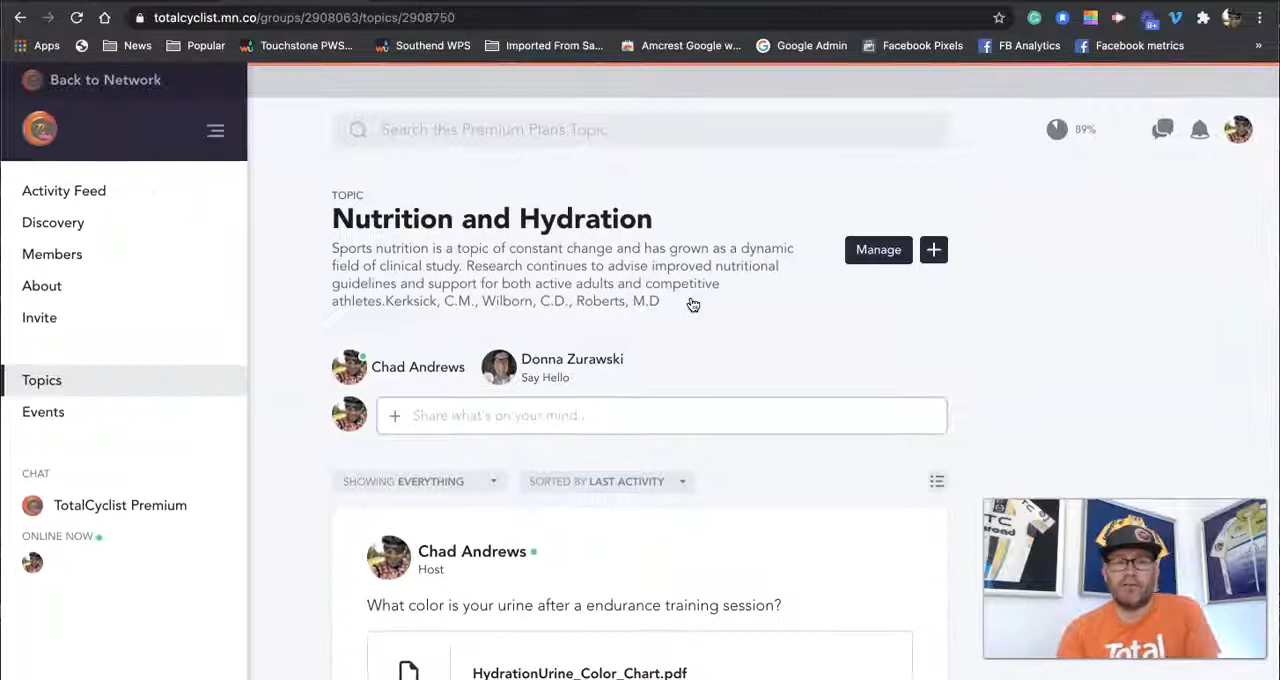 totalcyclist.mn.co/groups/2908063/topics/2908750
Apps News Popular Touchstone PWS... Southend WPS Imported From Sa... Amcrest Google w... Google Admin Facebook Pixels FB Analytics Facebook metrics »
Back to Network
Search this Premium Plans Topic
89%
Activity Feed
Discovery
Members
About
Invite
Topics
Events
CHAT
TotalCyclist Premium
ONLINE NOW
TOPIC
Nutrition and Hydration
Sports nutrition is a topic of constant change and has grown as a dynamic
field of clinical study. Research continues to advise improved nutritional
guidelines and support for both active adults and competitive
athletes.Kerksick, C.M., Wilborn, C.D., Roberts, M.D
Manage
Chad Andrews
Donna Zurawski
Say Hello
Share what's on your mind...
SHOWING EVERYTHING
SORTED BY LAST ACTIVITY
Chad Andrews
Host
What color is your urine after a endurance training session?
HydrationUrine_Color_Chart.pdf
TC
road
Total